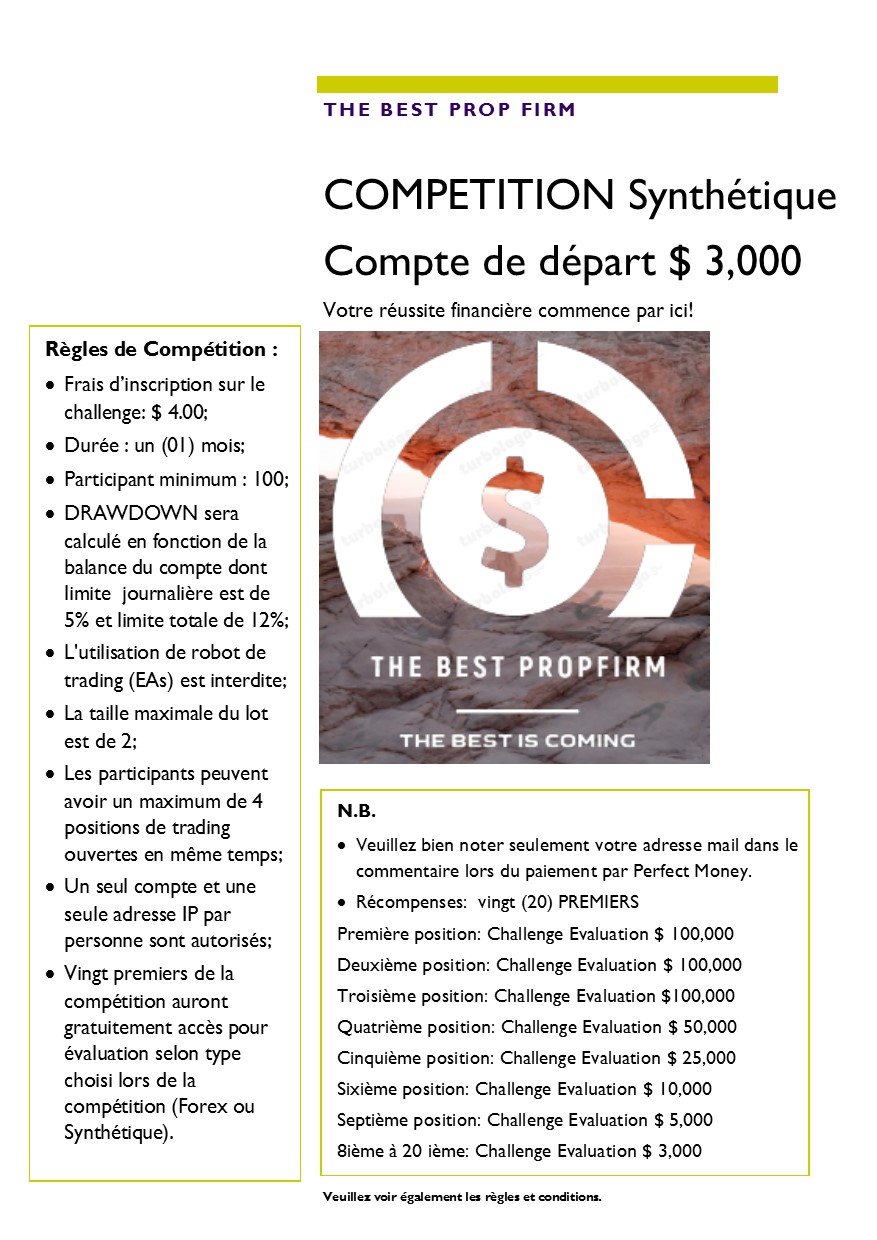 THE BEST PROP FIRM
COMPETITION Synthétique
Compte de départ $ 3,000
Votre réussite financière commence par ici!
Règles de Compétition :
• Frais d'inscription sur le
challenge: $ 4.00;
• Durée : un (01) mois;
• Participant minimum : 100;
• DRAWDOWN sera
calculé en fonction de la
balance du compte dont
limite journalière est de
5% et limite totale de 12%;
• L'utilisation de robot de
trading (EAs) est interdite;
• La taille maximale du lot
est de 2;
• Les participants peuvent
avoir un maximum de 4
positions de trading
ouvertes en même temps;
• Un seul compte et une
seule adresse IP par
personne sont autorisés;
• Vingt premiers de la
compétition auront
gratuitement accès pour
évaluation selon type
choisi lors de la
compétition (Forex ou
Synthétique).
turbologo
$
THE BEST PROPFIRM
THE BEST IS COMING
N.B.
• Veuillez bien noter seulement votre adresse mail dans le
commentaire lors du paiement par Perfect Money.
• Récompenses: vingt (20) PREMIERS
Première position: Challenge Evaluation $ 100,000
Deuxième position: Challenge Evaluation $ 100,000
Troisième position: Challenge Evaluation $100,000
Quatrième position: Challenge Evaluation $ 50,000
Cinquième position: Challenge Evaluation $ 25,000
Sixième position: Challenge Evaluation $ 10,000
Septième position: Challenge Evaluation $ 5,000
8ième à 20 ième: Challenge Evaluation $ 3,000
Veuillez voir également les règles et conditions.